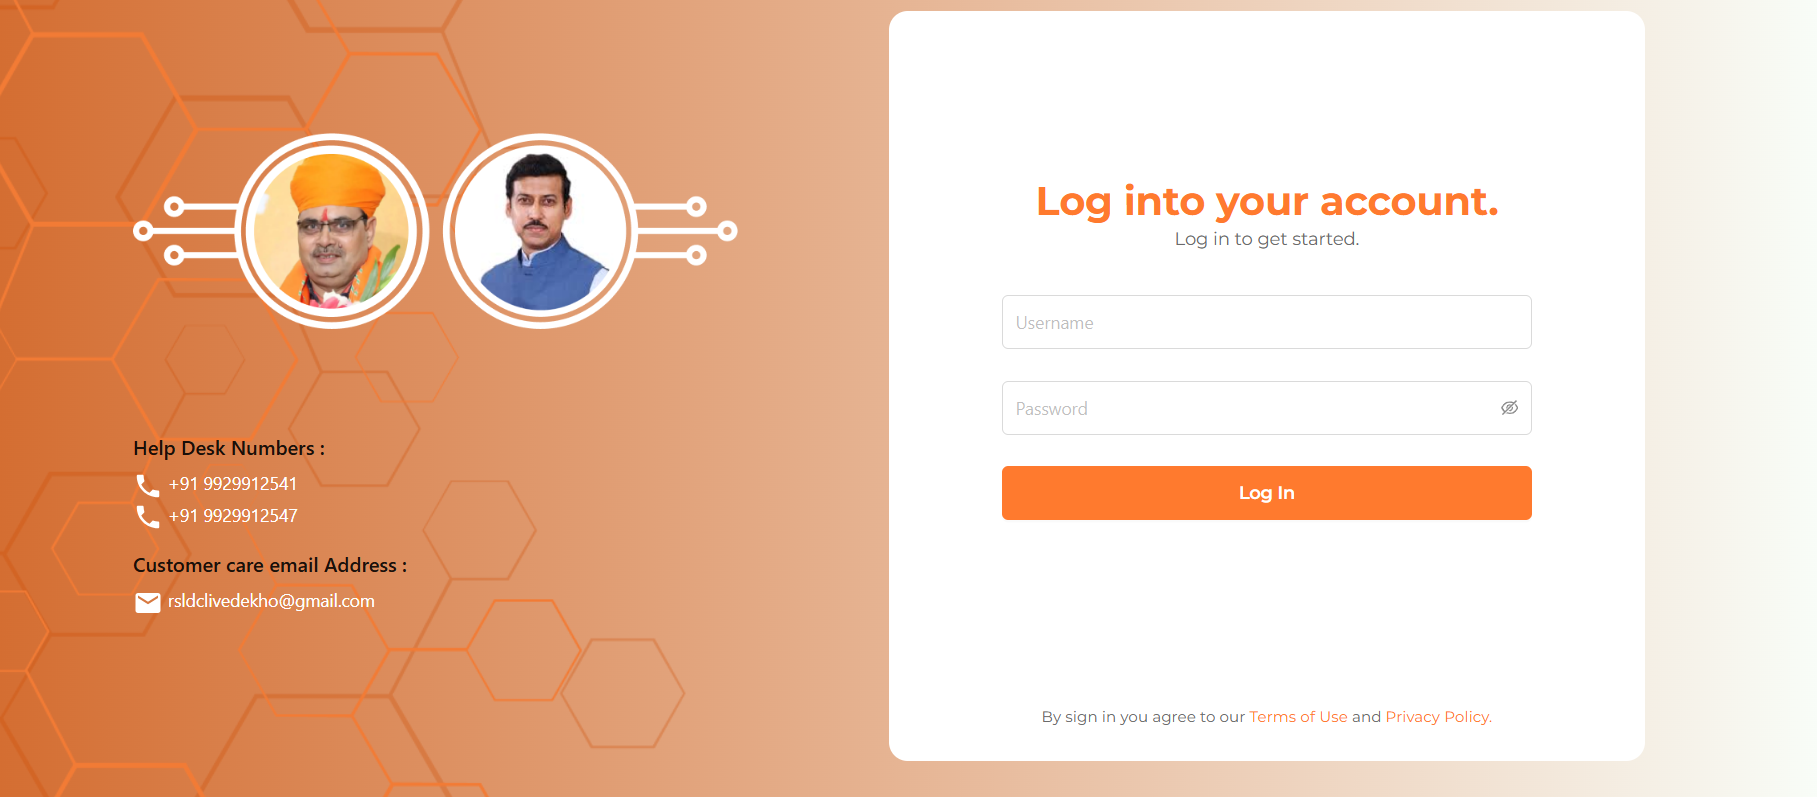 Help Desk Numbers :
+91 9929912541
+91 9929912547
Customer care email Address :
rsldclivedekho@gmail.com
Log into your account.
Log in to get started.
Username
Password
Log In
By sign in you agree to our Terms of Use and Privacy Policy.